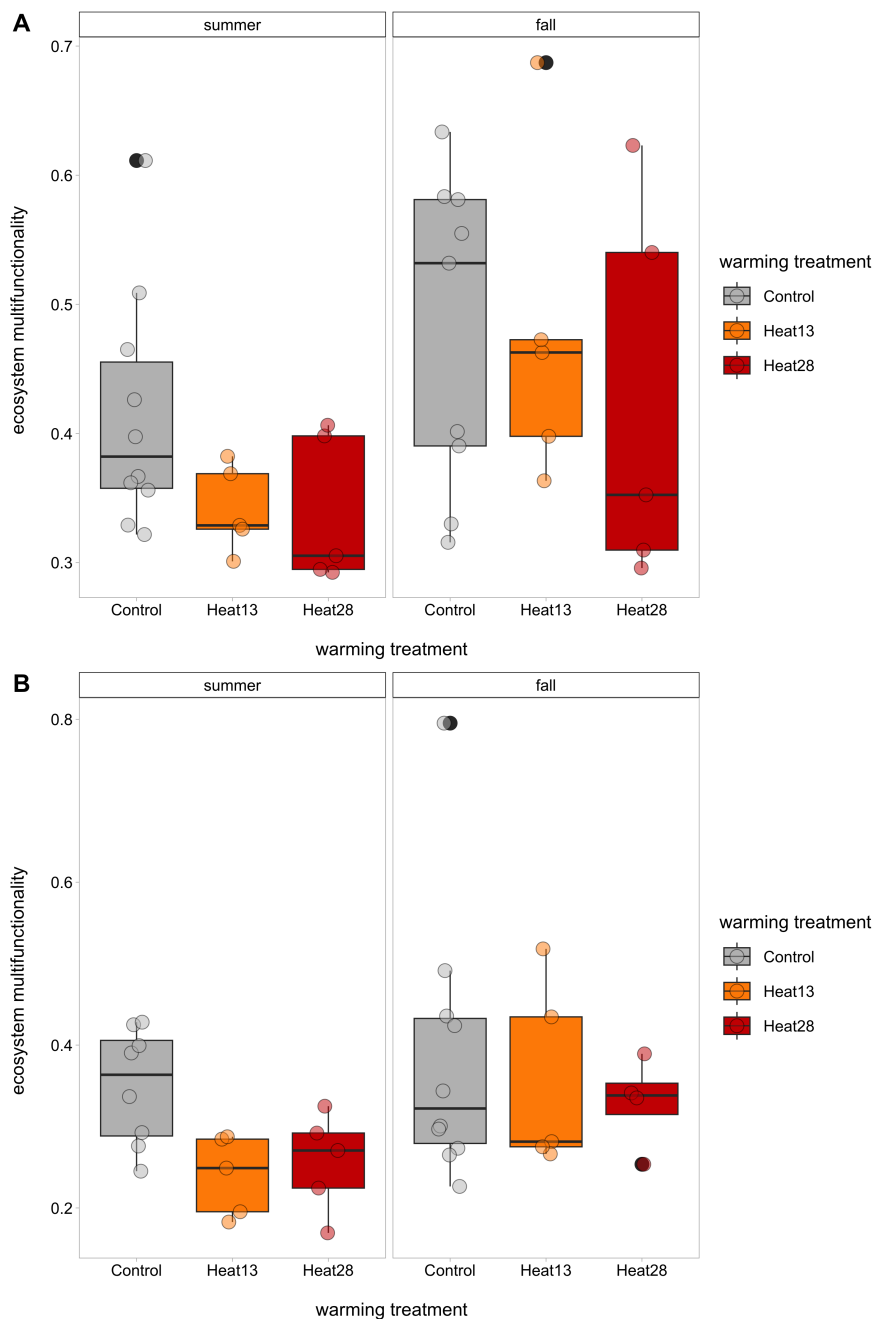 A
summer
fall
0.7
0.6
0.5
0.4
0.3
ecosystem multifunctionality
Control
Heat13
Heat28
Control
Heat13
Heat28
warming treatment
warming treatment
Control
Heat13
Heat28
B
summer
fall
0.8
0.6
0.4
0.2
ecosystem multifunctionality
Control
Heat13
Heat28
Control
Heat13
Heat28
warming treatment
warming treatment
Control
Heat13
Heat28